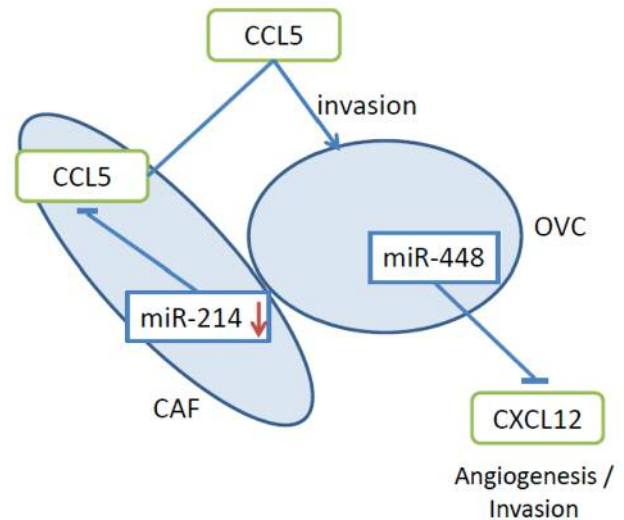 CCL5
invasion
CCL5
OVC
miR-448
miR-214
CAF
CXCL12
Angiogenesis /
Invasion